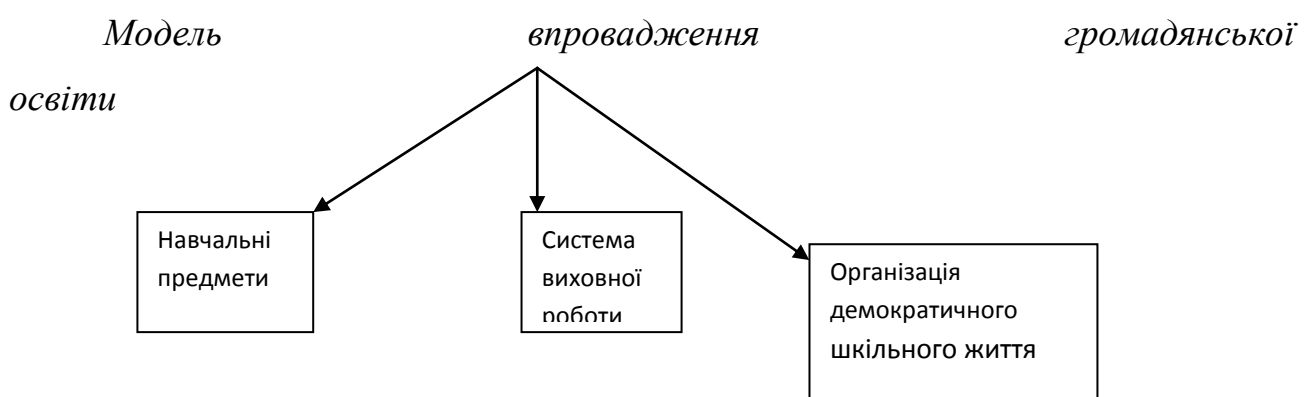 Модель впровадження громадянської
освіти
Навчальні
предмети
Система
виховної
роботи
Організація
демократичного
шкільного життя